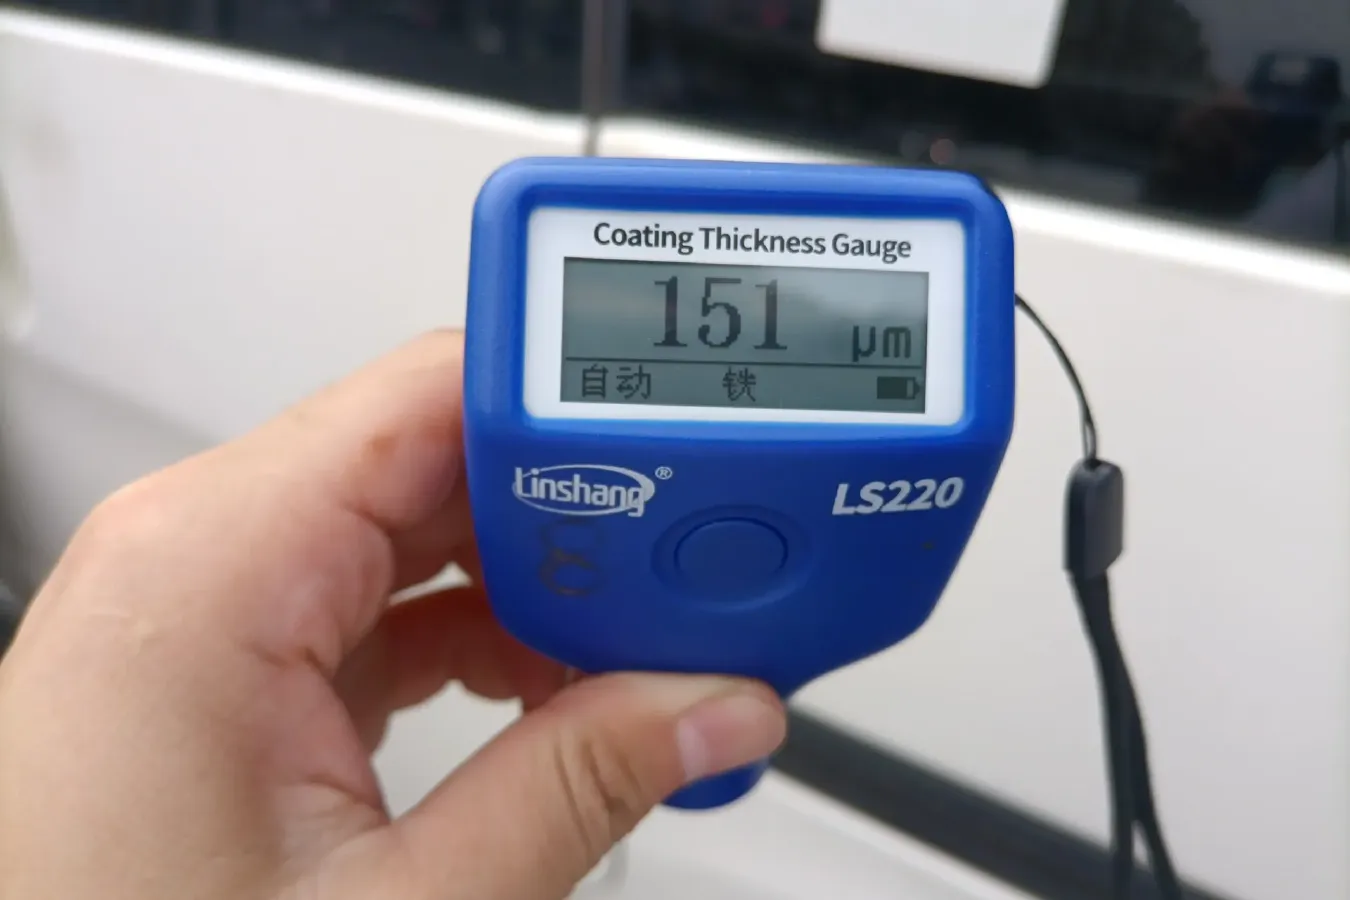 Coating Thickness Gauge
151 µm
自动 铁
Linshang®
LS220